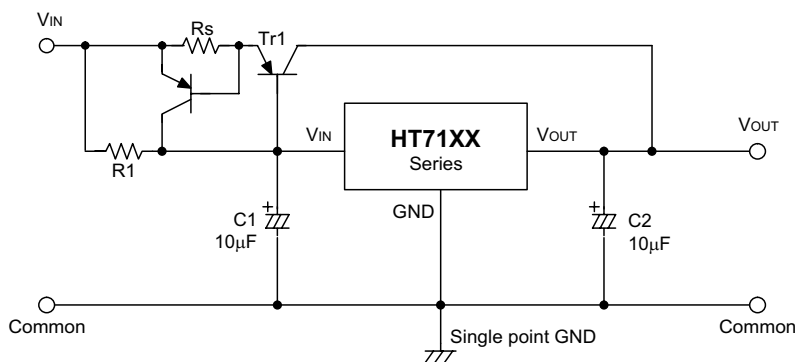 VIN
Rs
Tr1
R1
VIN
HT71XX
Series
VOUT
VOUT
GND
+
C1
10μF
+
C2
10μF
Common
Single point GND
Common